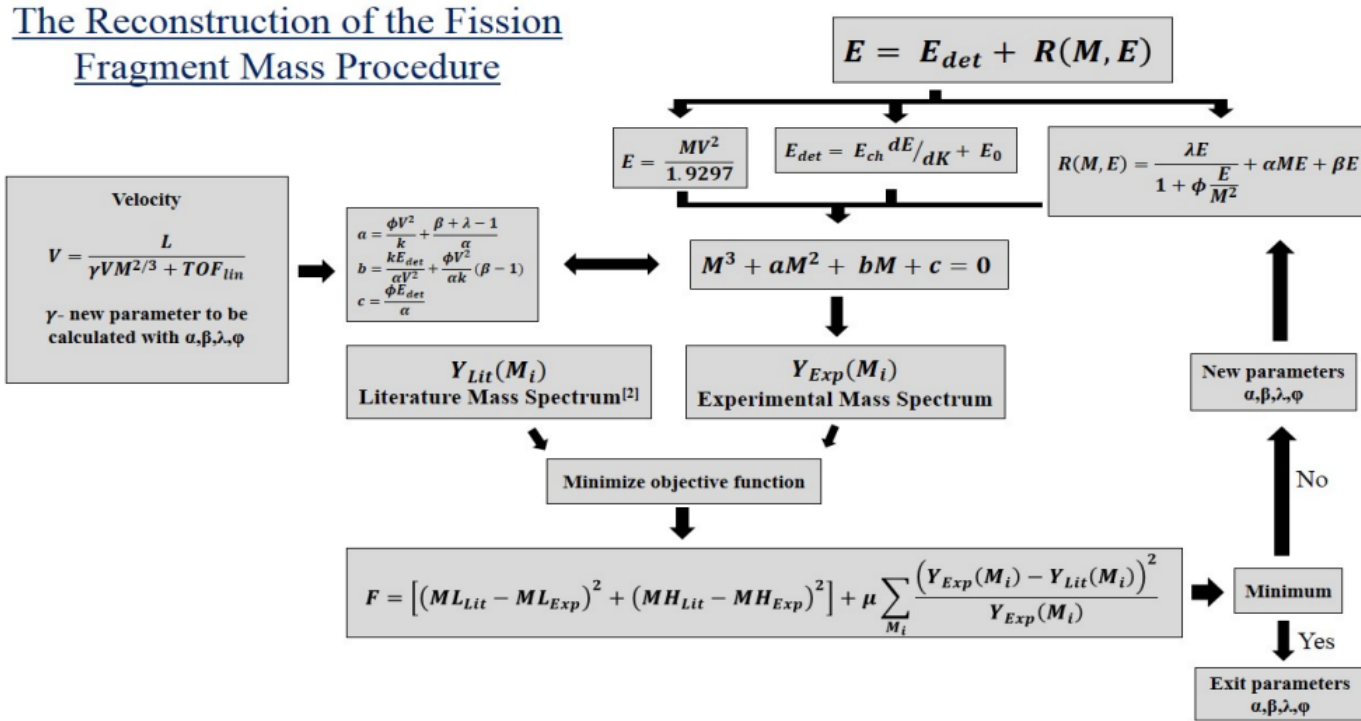 The Reconstruction of the Fission
Fragment Mass Procedure
E = E_det + R(M, E)
E = MV²/1.9297
E_det = E_ch dE/dK + E_0
R(M, E) = λE/(1 + ϕ E/M²) + αME + βE
Velocity
V = L/(γVM^{2/3} + TOF_lin)
γ- new parameter to be
calculated with α,β,λ,φ
a = ϕV²/k + (β + λ − 1)/α
b = kE_det/(αV²) + ϕV²/(αk) (β − 1)
c = ϕE_det/α
M³ + aM² + bM + c = 0
Y_Lit(M_i)
Literature Mass Spectrum[2]
Y_Exp(M_i)
Experimental Mass Spectrum
New parameters
α,β,λ,φ
Minimize objective function
No
F = [(ML_Lit − ML_Exp)² + (MH_Lit − MH_Exp)²] + μ ∑_{M_i} (Y_Exp(M_i) − Y_Lit(M_i))²/Y_Exp(M_i)
Minimum
Yes
Exit parameters
α,β,λ,φ